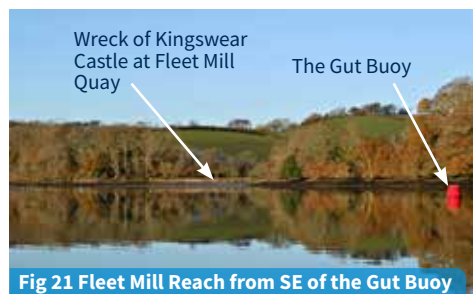 Wreck of Kingswear
Castle at Fleet Mill
Quay
The Gut Buoy
Fig 21 Fleet Mill Reach from SE of the Gut Buoy